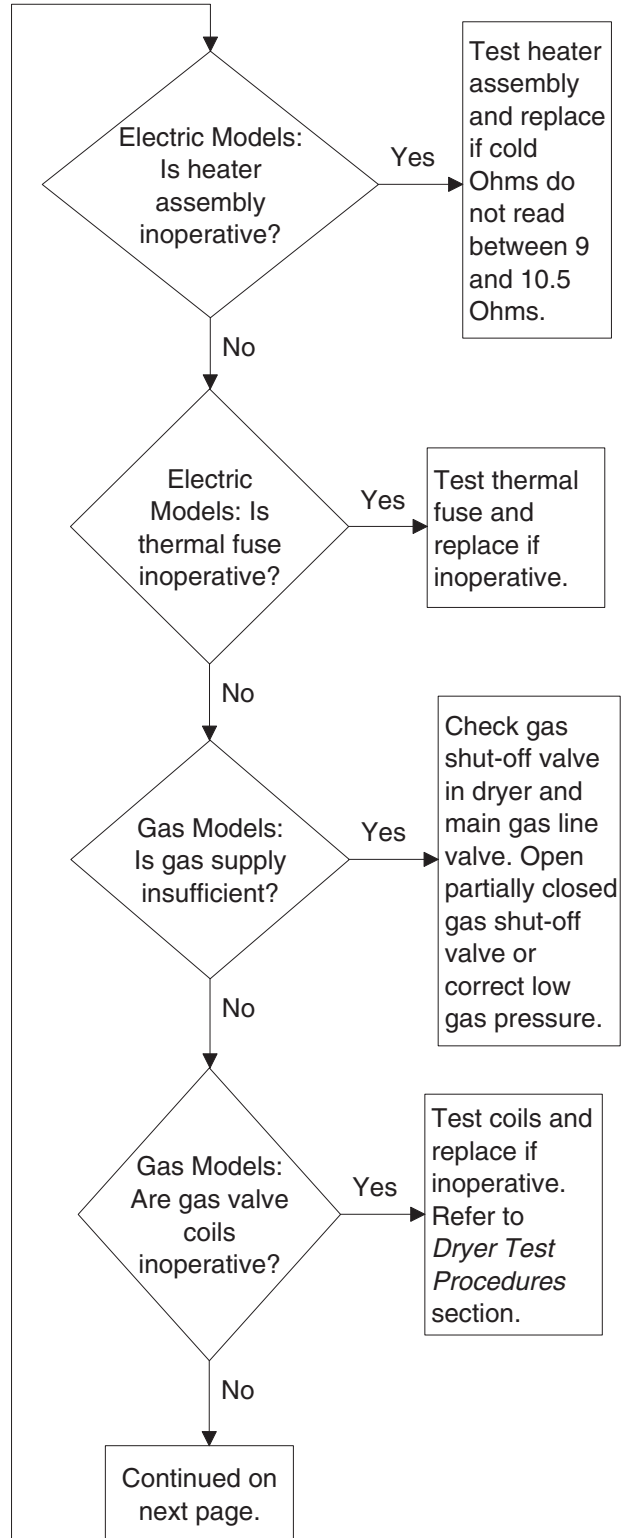 Electric Models:
Is heater
assembly
inoperative?
Yes
Test heater
assembly
and replace
if cold
Ohms do
not read
between 9
and 10.5
Ohms.
No
Electric
Models: Is
thermal fuse
inoperative?
Yes
Test thermal
fuse and
replace if
inoperative.
No
Gas Models:
Is gas supply
insufficient?
Yes
Check gas
shut-off valve
in dryer and
main gas line
valve. Open
partially closed
gas shut-off
valve or
correct low
gas pressure.
No
Gas Models:
Are gas valve
coils
inoperative?
Yes
Test coils and
replace if
inoperative.
Refer to
Dryer Test
Procedures
section.
No
Continued on
next page.